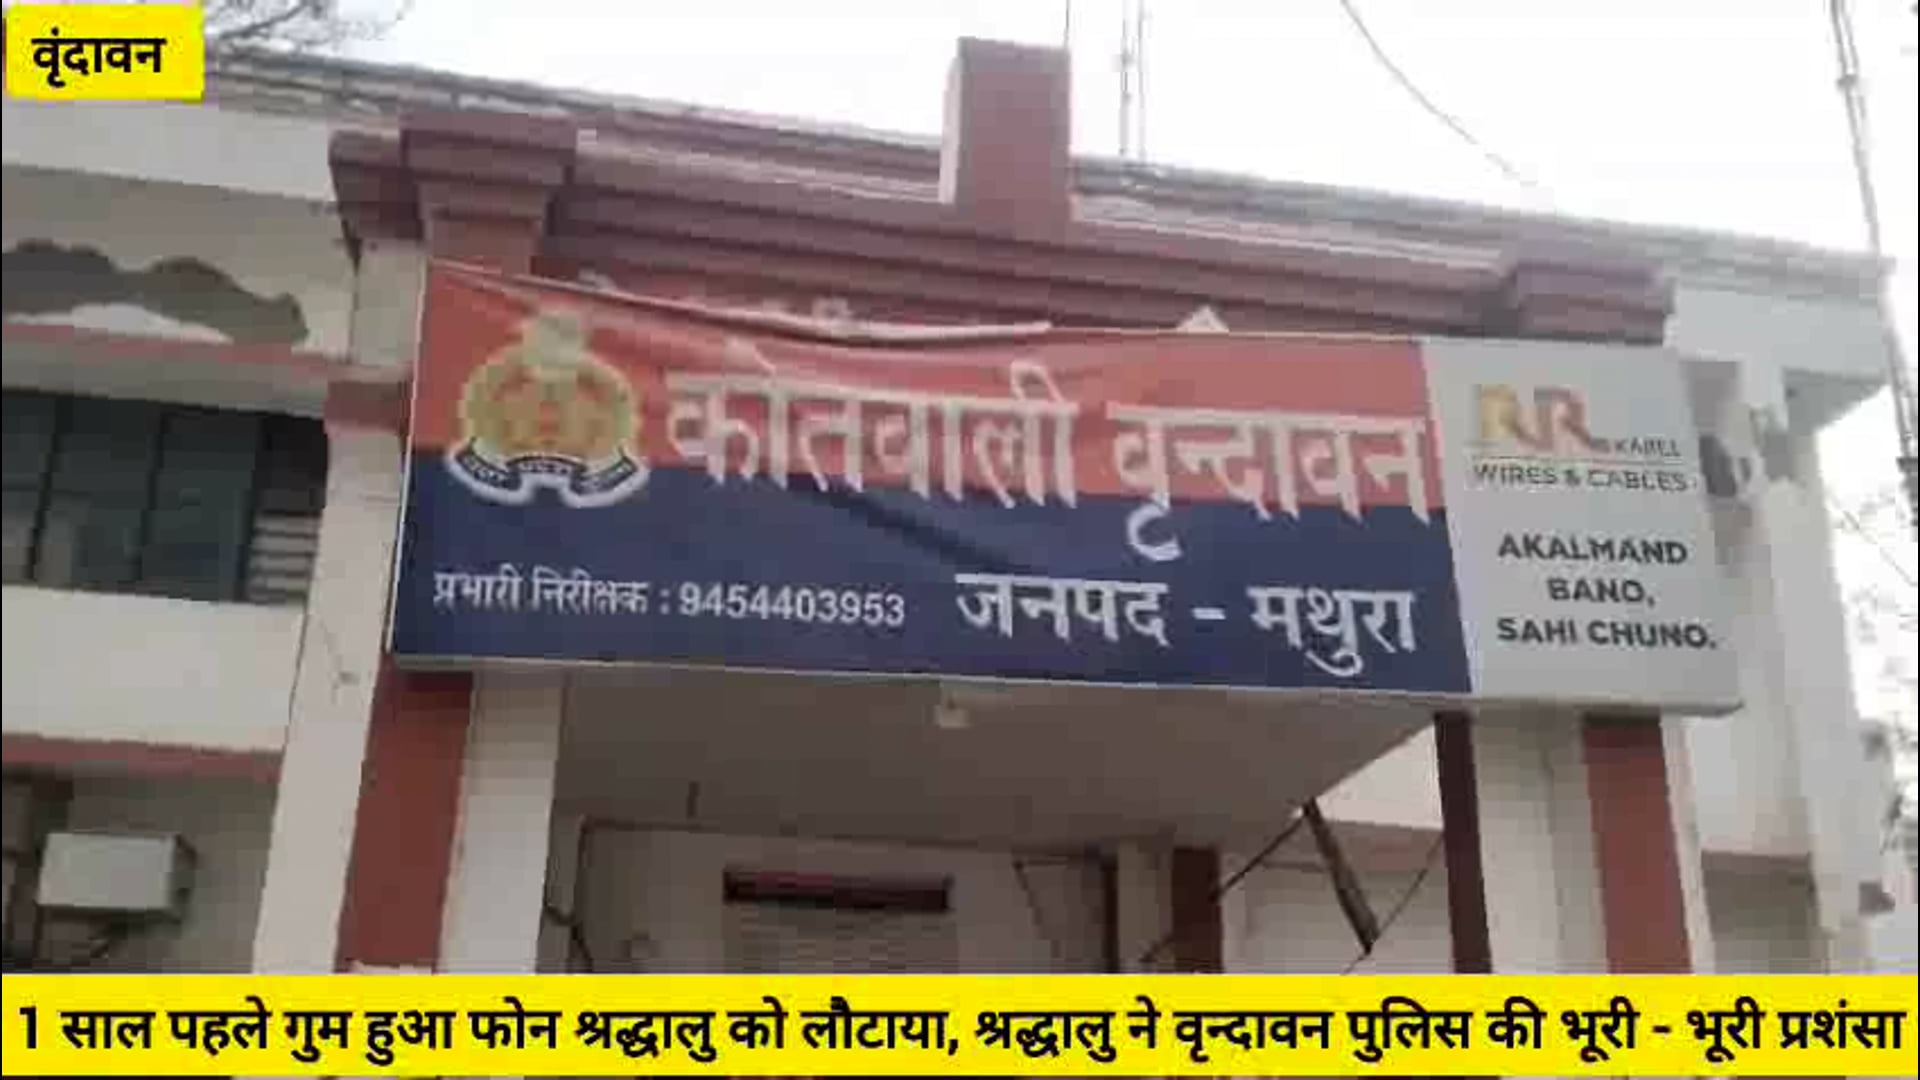 वृंदावन
कोतवाली वृन्दावन
प्रभारी निरीक्षक : 9454403953
जनपद - मथुरा
RR KABEL
WIRES & CABLES
AKALMAND
BANO,
SAHI CHUNO.
1 साल पहले गुम हुआ फोन श्रद्धालु को लौटाया, श्रद्धालु ने वृन्दावन पुलिस की भूरी - भूरी प्रशंसा